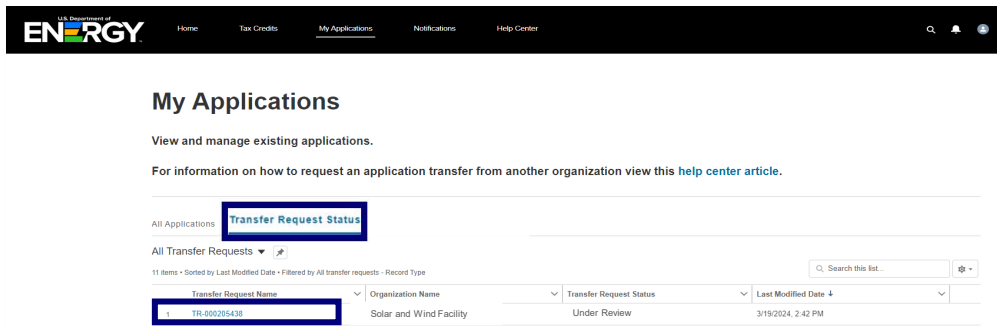 U.S. Department of
ENERGY
Home Tax Credits My Applications Notifications Help Center
My Applications
View and manage existing applications.
For information on how to request an application transfer from another organization view this help center article.
All Applications Transfer Request Status
All Transfer Requests
11 items • Sorted by Last Modified Date • Filtered by All transfer requests - Record Type
Search this list...
Transfer Request Name Organization Name Transfer Request Status Last Modified Date ↓
1 TR-000205438 Solar and Wind Facility Under Review 3/19/2024, 2:42 PM